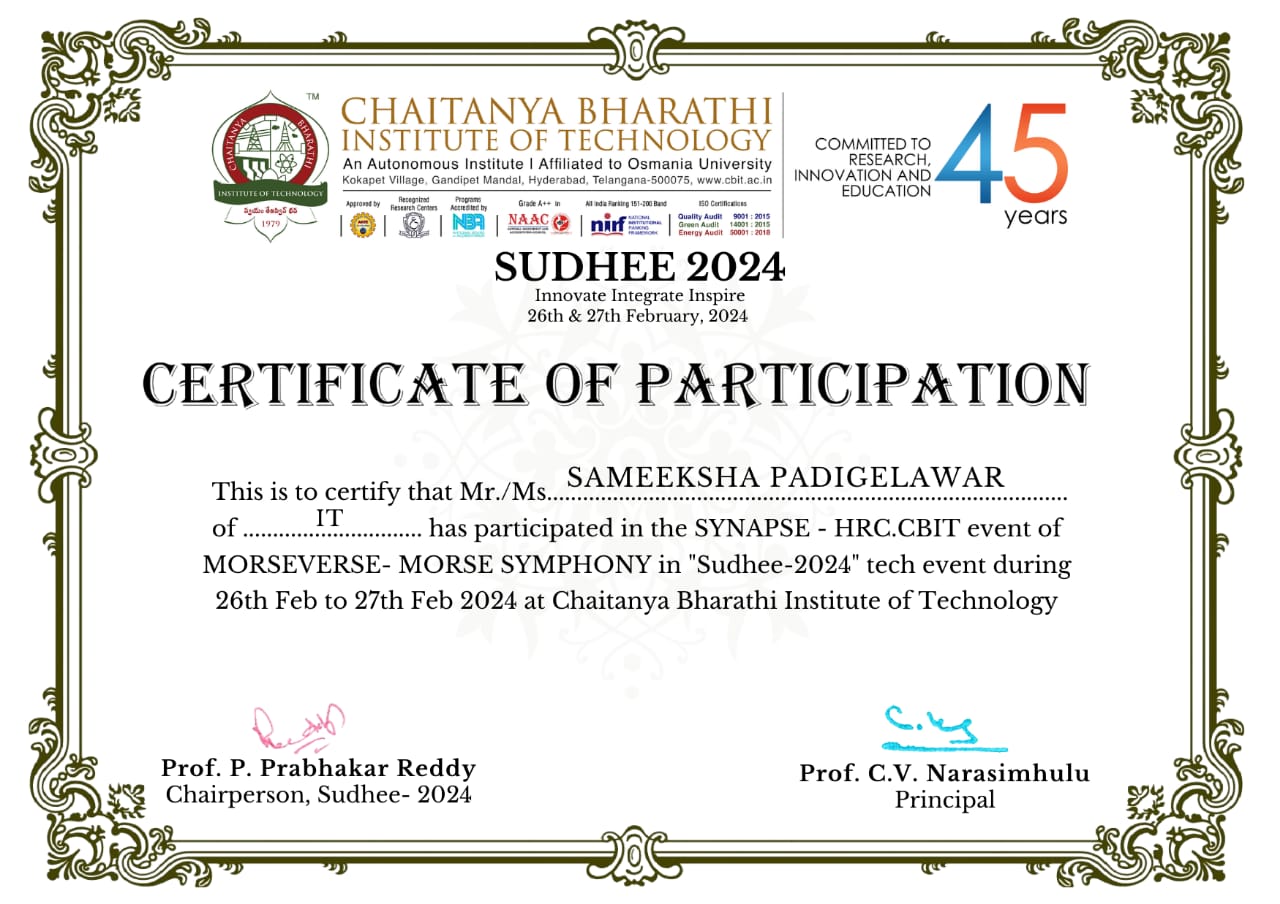 TM
CHAITANYA BHARATHI
INSTITUTE OF TECHNOLOGY
1979
CHAITANYA BHARATHI
INSTITUTE OF TECHNOLOGY
An Autonomous Institute I Affiliated to Osmania University
Kokapet Village, Gandipet Mandal, Hyderabad, Telangana-500075, www.cbit.ac.in
Approved by
Recognized
Research Centers
Programs
Accredited by
NBA
Grade A++ in
NAAC
All India Ranking 151-200 Band
nirf
NATIONAL
INSTITUTIONAL
RANKING
FRAMEWORK
ISO Certifications
Quality Audit 9001 : 2015
Green Audit 14001 : 2015
Energy Audit 50001 : 2018
COMMITTED TO
RESEARCH,
INNOVATION AND
EDUCATION
45
years
SUDHEE 2024
Innovate Integrate Inspire
26th & 27th February, 2024
CERTIFICATE OF PARTICIPATION
This is to certify that Mr./Ms. SAMEEKSHA PADIGELAWAR
of IT has participated in the SYNAPSE - HRC.CBIT event of
MORSEVERSE- MORSE SYMPHONY in "Sudhee-2024" tech event during
26th Feb to 27th Feb 2024 at Chaitanya Bharathi Institute of Technology
Prof. P. Prabhakar Reddy
Chairperson, Sudhee- 2024
Prof. C.V. Narasimhulu
Principal